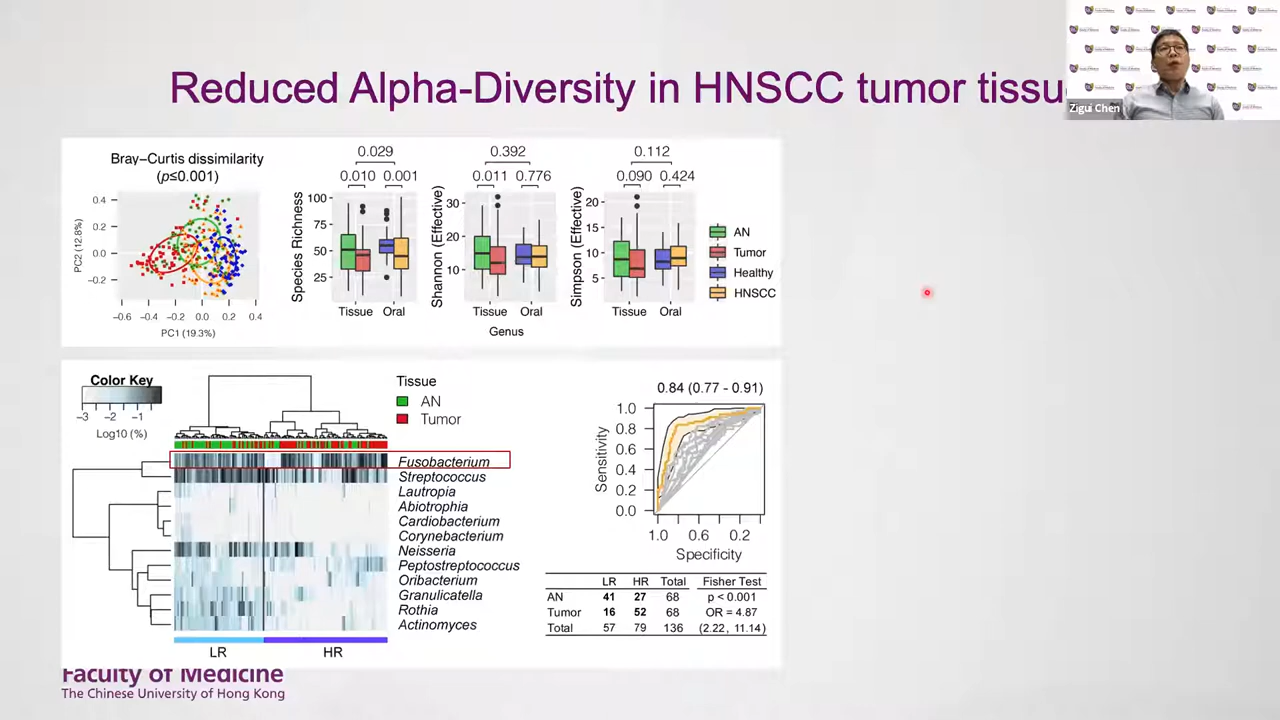 Reduced Alpha-Dversity in HNSCC tumor tissu
Zigui Chen
Bray–Curtis dissimilarity
(p≤0.001)
PC2 (12.8%)
0.4
0.2
0.0
−0.2
−0.6 −0.4 −0.2 0.0 0.2 0.4
PC1 (19.3%)
0.029
0.010 0.001
Species Richness
100
75
50
25
Tissue Oral
0.392
0.011 0.776
Shannon (Effective)
30
20
10
Tissue Oral
Genus
0.112
0.090 0.424
Simpson (Effective)
20
15
10
5
Tissue Oral
AN
Tumor
Healthy
HNSCC
Color Key
−3 −2 −1
Log10 (%)
Tissue
AN
Tumor
Fusobacterium
Streptococcus
Lautropia
Abiotrophia
Cardiobacterium
Corynebacterium
Neisseria
Peptostreptococcus
Oribacterium
Granulicatella
Rothia
Actinomyces
LR HR
0.84 (0.77 - 0.91)
Sensitivity
1.0
0.8
0.6
0.4
0.2
0.0
1.0 0.6 0.2
Specificity
LR HR Total Fisher Test
AN 41 27 68 p < 0.001
Tumor 16 52 68 OR = 4.87
Total 57 79 136 (2.22, 11.14)
Faculty of Medicine
The Chinese University of Hong Kong